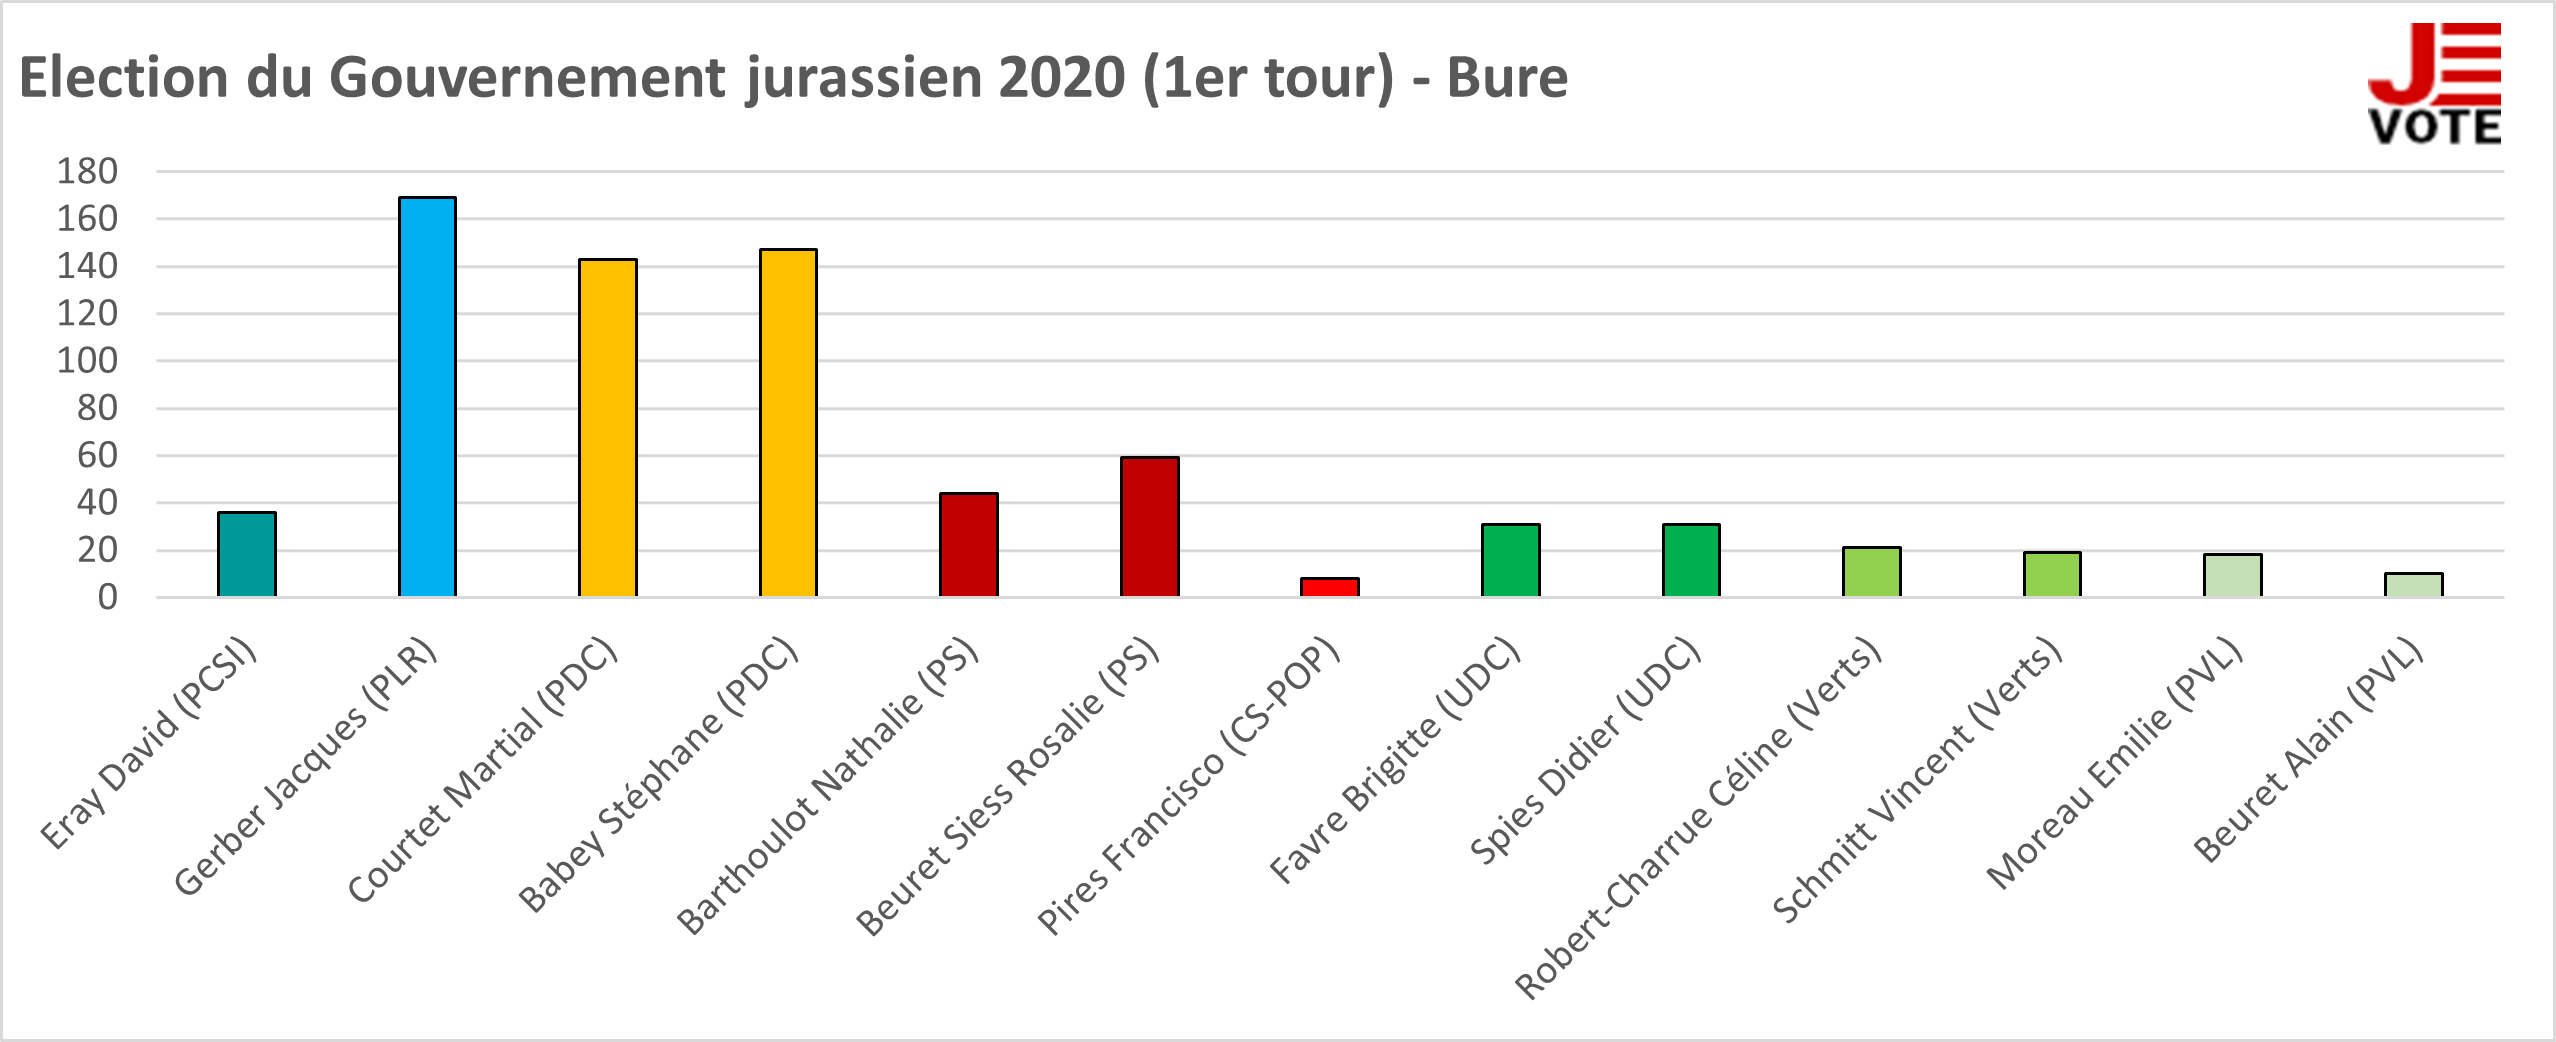 Election du Gouvernement jurassien 2020 (1er tour) - Bure
JE
VOTE
180
160
140
120
100
80
60
40
20
0
Eray David (PCSI)
Gerber Jacques (PLR)
Courtet Martial (PDC)
Babey Stéphane (PDC)
Barthoulot Nathalie (PS)
Beuret Siess Rosalie (PS)
Pires Francisco (CS-POP)
Favre Brigitte (UDC)
Spies Didier (UDC)
Robert-Charrue Céline (Verts)
Schmitt Vincent (Verts)
Moreau Emilie (PVL)
Beuret Alain (PVL)